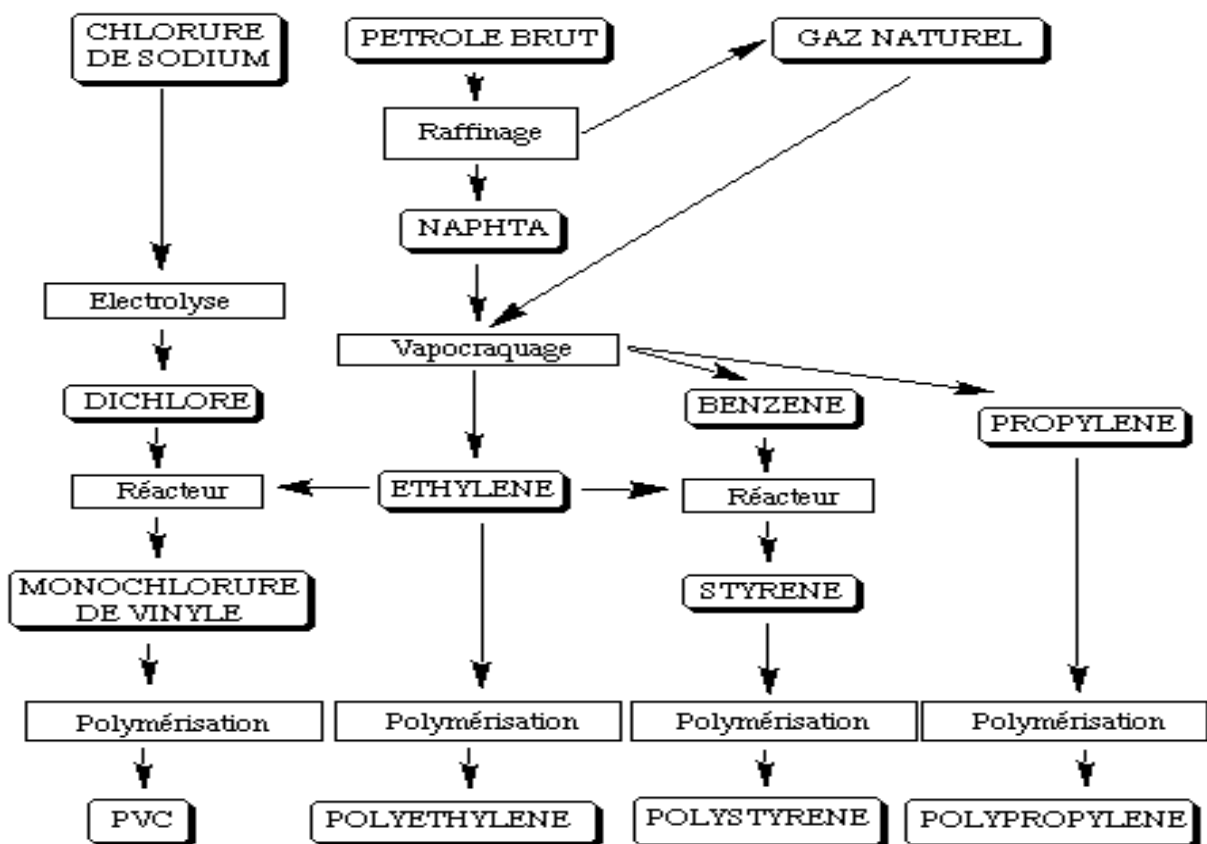 CHLORURE
DE SODIUM
PETROLE BRUT
GAZ NATUREL
Raffinage
NAPHTA
Electrolyse
Vapocraquage
DICHLORE
BENZENE
PROPYLENE
Réacteur
ETHYLENE
Réacteur
MONOCHLORURE
DE VINYLE
STYRENE
Polymérisation
Polymérisation
Polymérisation
Polymérisation
PVC
POLYETHYLENE
POLYSTYRENE
POLYPROPYLENE